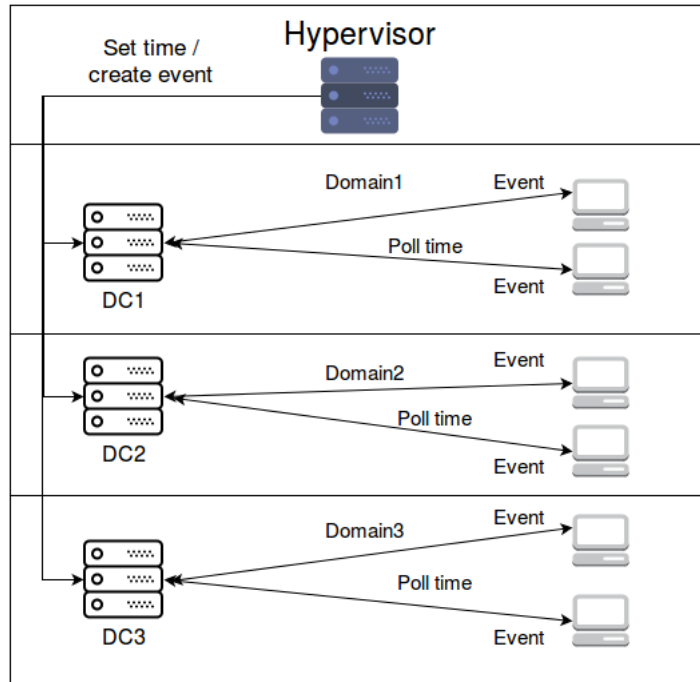 Hypervisor
Set time /
create event
Domain1
Event
Poll time
Event
DC1
Domain2
Event
Poll time
Event
DC2
Domain3
Event
Poll time
Event
DC3